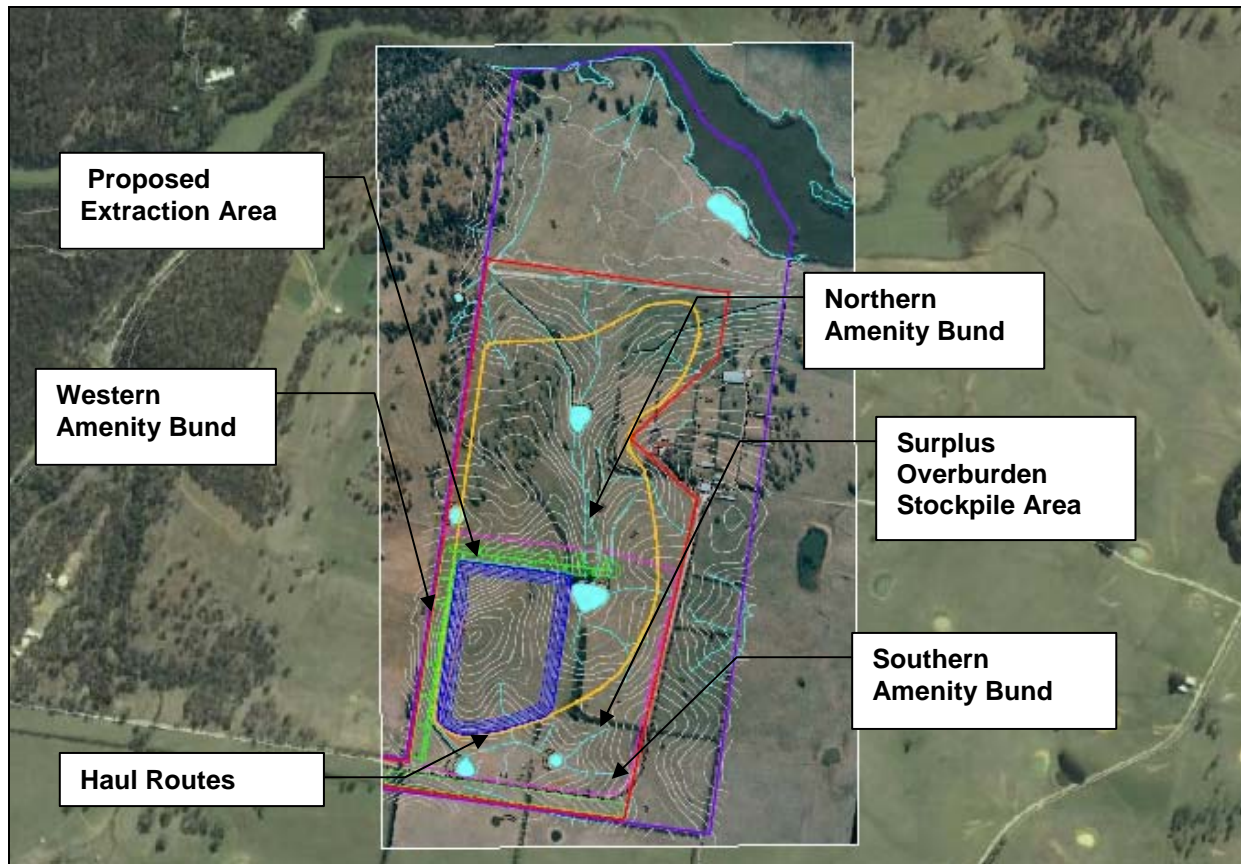 Proposed
Extraction Area
Northern
Amenity Bund
Western
Amenity Bund
Surplus
Overburden
Stockpile Area
Southern
Amenity Bund
Haul Routes